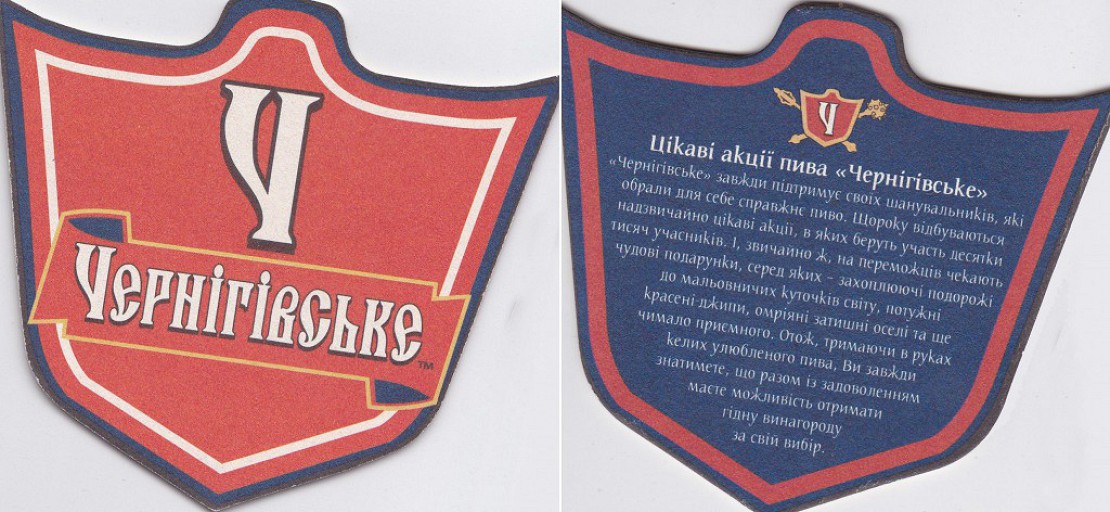 Ч
Чернігівське
™
Ч
Цікаві акції пива «Чернігівське»
«Чернігівське» завжди підтримує своїх шанувальників, які
обрали для себе справжнє пиво. Щороку відбуваються
надзвичайно цікаві акції, в яких беруть участь десятки
тисяч учасників. І, звичайно ж, на переможців чекають
чудові подарунки, серед яких – захоплюючі подорожі
до мальовничих куточків світу, потужні
красені-джипи, омріяні затишні оселі та ще
чимало приємного. Отож, тримаючи в руках
келих улюбленого пива, Ви завжди
знатимете, що разом із задоволенням
маєте можливість отримати
гідну винагороду
за свій вибір.